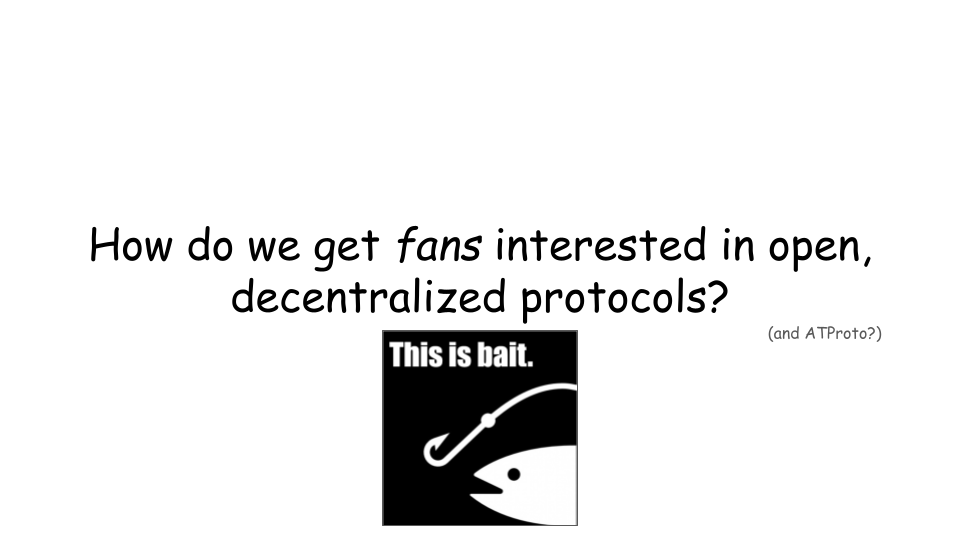 How do we get fans interested in open,
decentralized protocols?
(and ATProto?)
This is bait.